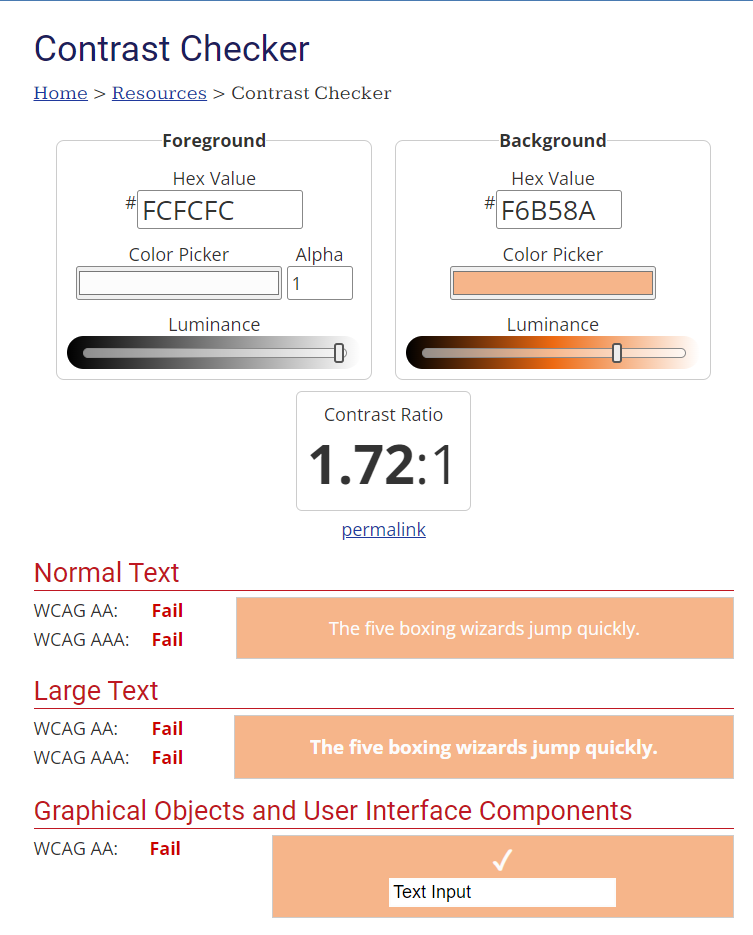 Contrast Checker
Home > Resources > Contrast Checker
Foreground
Hex Value
# FCFCFC
Color Picker Alpha
1
Luminance
Background
Hex Value
# F6B58A
Color Picker
Luminance
Contrast Ratio
1.72:1
permalink
Normal Text
WCAG AA: Fail
WCAG AAA: Fail
The five boxing wizards jump quickly.
Large Text
WCAG AA: Fail
WCAG AAA: Fail
The five boxing wizards jump quickly.
Graphical Objects and User Interface Components
WCAG AA: Fail
✓
Text Input